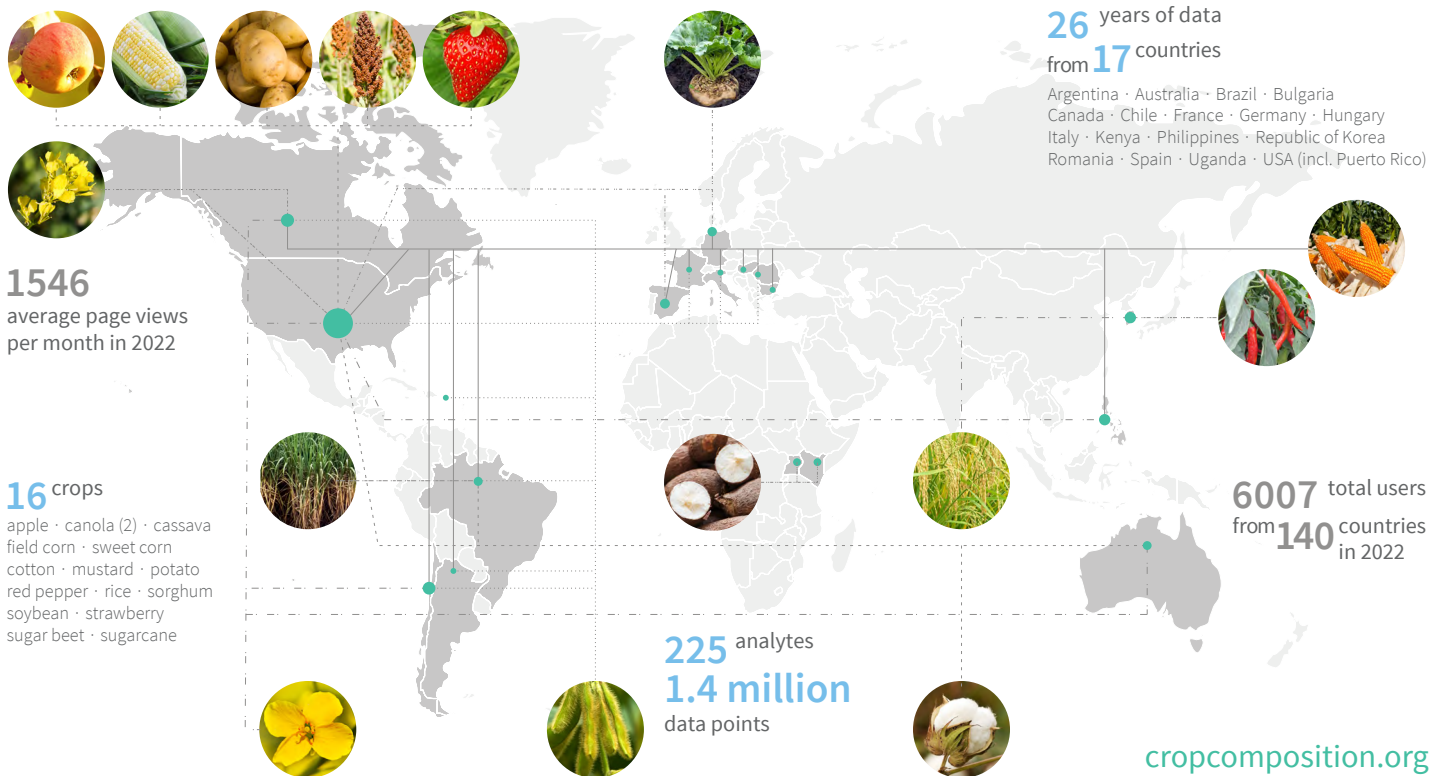 26 years of data
from 17 countries
Argentina · Australia · Brazil · Bulgaria
Canada · Chile · France · Germany · Hungary
Italy · Kenya · Philippines · Republic of Korea
Romania · Spain · Uganda · USA (incl. Puerto Rico)
1546
average page views
per month in 2022
16 crops
apple · canola (2) · cassava
field corn · sweet corn
cotton · mustard · potato
red pepper · rice · sorghum
soybean · strawberry
sugar beet · sugarcane
6007 total users
from 140 countries
in 2022
225 analytes
1.4 million
data points
cropcomposition.org